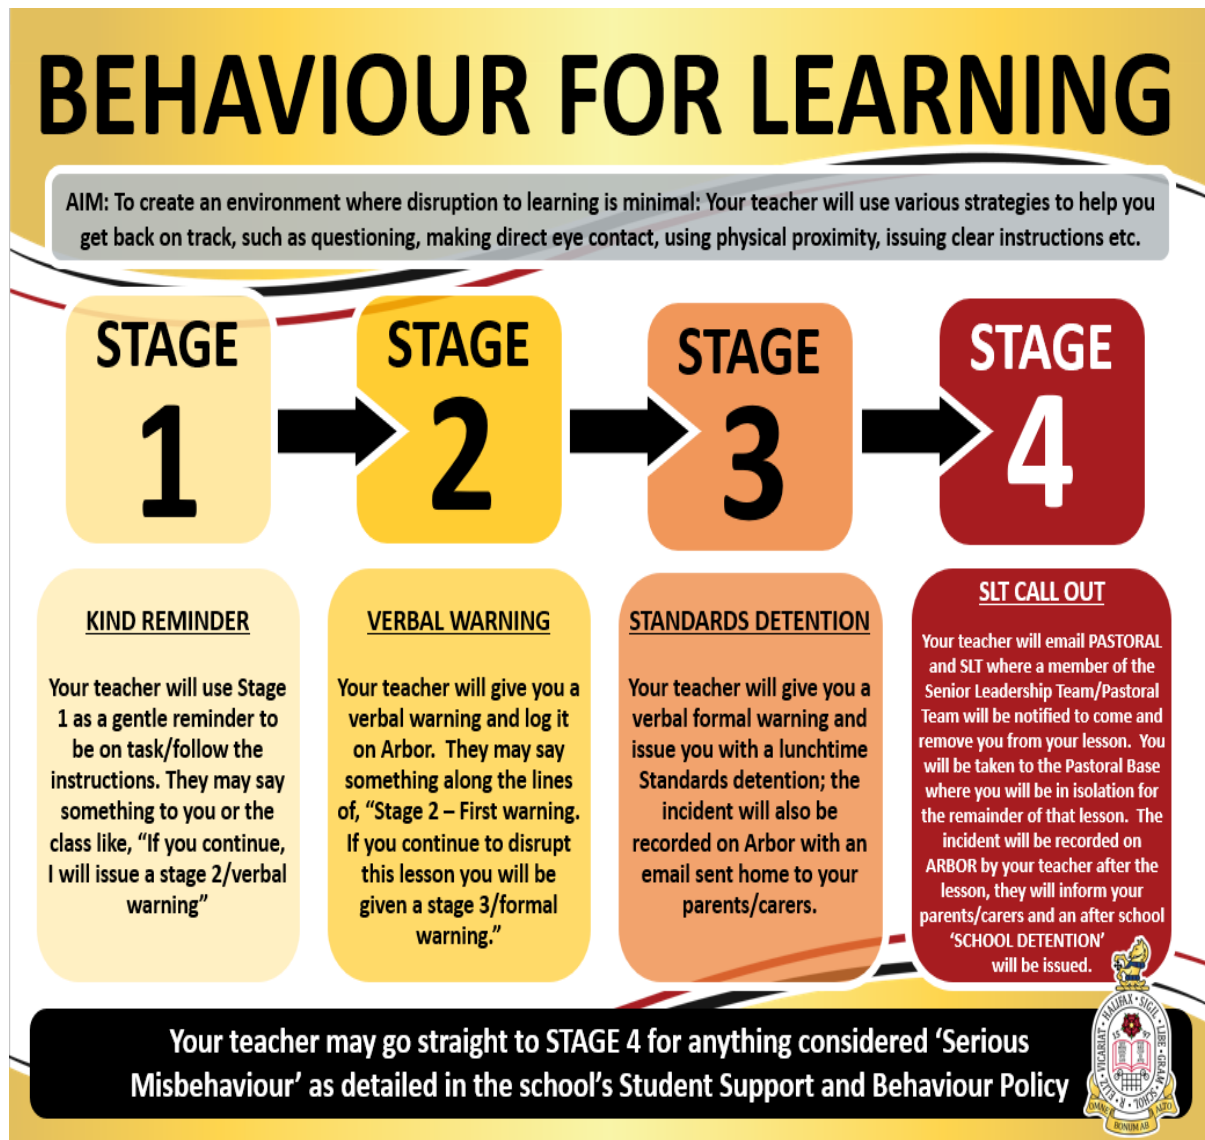 BEHAVIOUR FOR LEARNING
AIM: To create an environment where disruption to learning is minimal: Your teacher will use various strategies to help you
get back on track, such as questioning, making direct eye contact, using physical proximity, issuing clear instructions etc.
STAGE
1
STAGE
2
STAGE
3
STAGE
4
KIND REMINDER
Your teacher will use Stage
1 as a gentle reminder to
be on task/follow the
instructions. They may say
something to you or the
class like, “If you continue,
I will issue a stage 2/verbal
warning”
VERBAL WARNING
Your teacher will give you a
verbal warning and log it
on Arbor.  They may say
something along the lines
of, “Stage 2 – First warning.
If you continue to disrupt
this lesson you will be
given a stage 3/formal
warning.”
STANDARDS DETENTION
Your teacher will give you a
verbal formal warning and
issue you with a lunchtime
Standards detention; the
incident will also be
recorded on Arbor with an
email sent home to your
parents/carers.
SLT CALL OUT
Your teacher will email PASTORAL
and SLT where a member of the
Senior Leadership Team/Pastoral
Team will be notified to come and
remove you from your lesson.  You
will be taken to the Pastoral Base
where you will be in isolation for
the remainder of that lesson.  The
incident will be recorded on
ARBOR by your teacher after the
lesson, they will inform your
parents/carers and an after school
‘SCHOOL DETENTION’
will be issued.
Your teacher may go straight to STAGE 4 for anything considered ‘Serious
Misbehaviour’ as detailed in the school’s Student Support and Behaviour Policy
R · ELIZ · VICARIAT · HALIFAX · SIGIL · LIBE · GRAM · SCHOL
15 97
OMNE BONUM AB ALTO